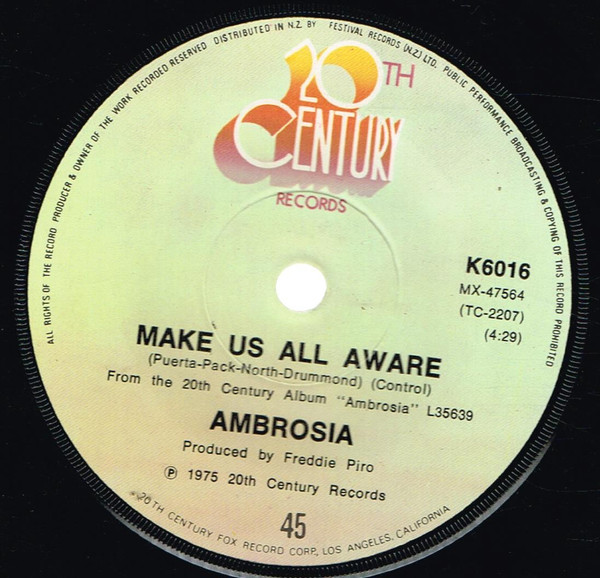 ALL RIGHTS OF THE RECORD PRODUCER & OWNER OF THE WORK RECORDED RESERVED DISTRIBUTED IN N.Z. BY FESTIVAL RECORDS (N.Z.) LTD. PUBLIC PERFORMANCE BROADCASTING & COPYING OF THIS RECORD PROHIBITED
20TH
CENTURY
RECORDS
K6016
MX-47564
(TC-2207)
(4:29)
MAKE US ALL AWARE
(Puerta-Pack-North-Drummond) (Control)
From the 20th Century Album "Ambrosia" L35639
AMBROSIA
Produced by Freddie Piro
℗ 1975 20th Century Records
45
20TH CENTURY FOX RECORD CORP, LOS ANGELES, CALIFORNIA